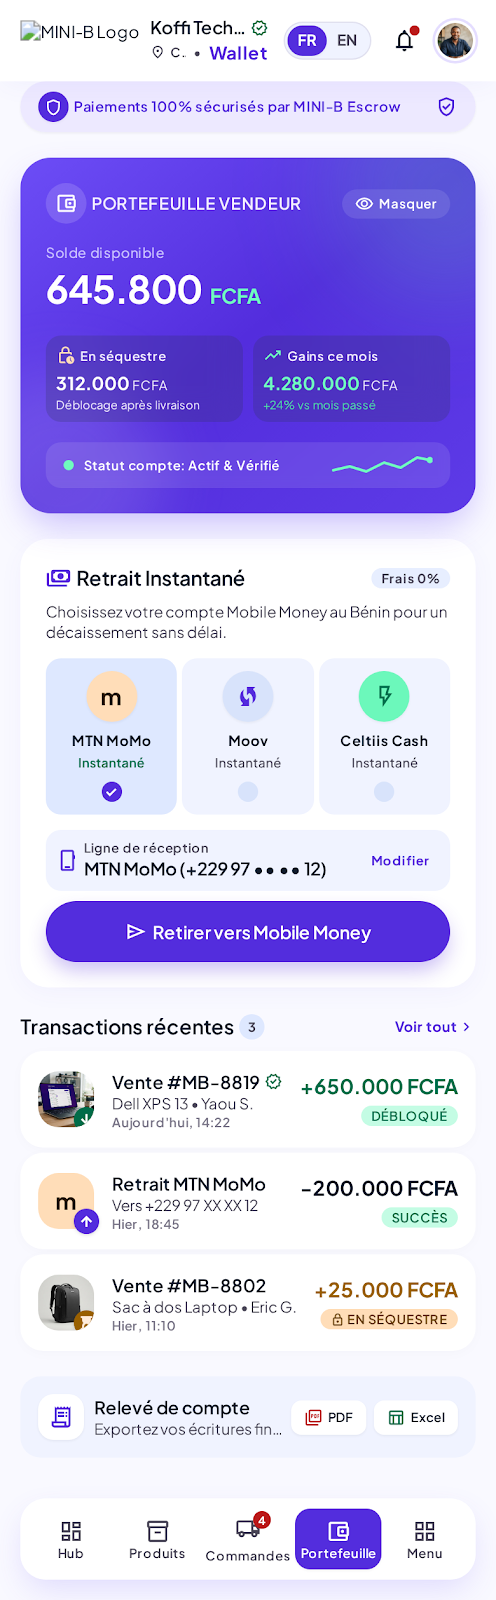 MINI-B Logo
Koffi Tech...
C.. • Wallet
FR EN
Paiements 100% sécurisés par MINI-B Escrow
PORTEFEUILLE VENDEUR
Masquer
Solde disponible
645.800 FCFA
En séquestre
312.000 FCFA
Déblocage après livraison
Gains ce mois
4.280.000 FCFA
+24% vs mois passé
Statut compte: Actif & Vérifié
Retrait Instantané
Frais 0%
Choisissez votre compte Mobile Money au Bénin pour un
décaissement sans délai.
m
MTN MoMo
Instantané
Moov
Instantané
Celtiis Cash
Instantané
Ligne de réception
MTN MoMo (+229 97 •• •• 12)
Modifier
Retirer vers Mobile Money
Transactions récentes 3
Voir tout
Vente #MB-8819
Dell XPS 13 • Yaou S.
Aujourd'hui, 14:22
+650.000 FCFA
DÉBLOQUÉ
m
Retrait MTN MoMo
Vers +229 97 XX XX 12
Hier, 18:45
-200.000 FCFA
SUCCÈS
Vente #MB-8802
Sac à dos Laptop • Eric G.
Hier, 11:10
+25.000 FCFA
EN SÉQUESTRE
Relevé de compte
Exportez vos écritures fin...
PDF
Excel
Hub
Produits
4
Commandes
Portefeuille
Menu